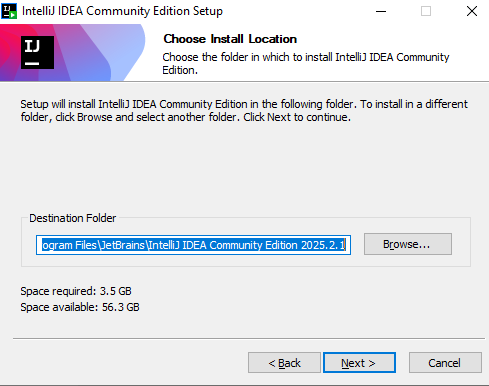 IntelliJ IDEA Community Edition Setup
IJ
Choose Install Location
Choose the folder in which to install IntelliJ IDEA Community
Edition.
Setup will install IntelliJ IDEA Community Edition in the following folder. To install in a different
folder, click Browse and select another folder. Click Next to continue.
Destination Folder
ogram Files\JetBrains\IntelliJ IDEA Community Edition 2025.2.1
Browse...
Space required: 3.5 GB
Space available: 56.3 GB
< Back
Next >
Cancel